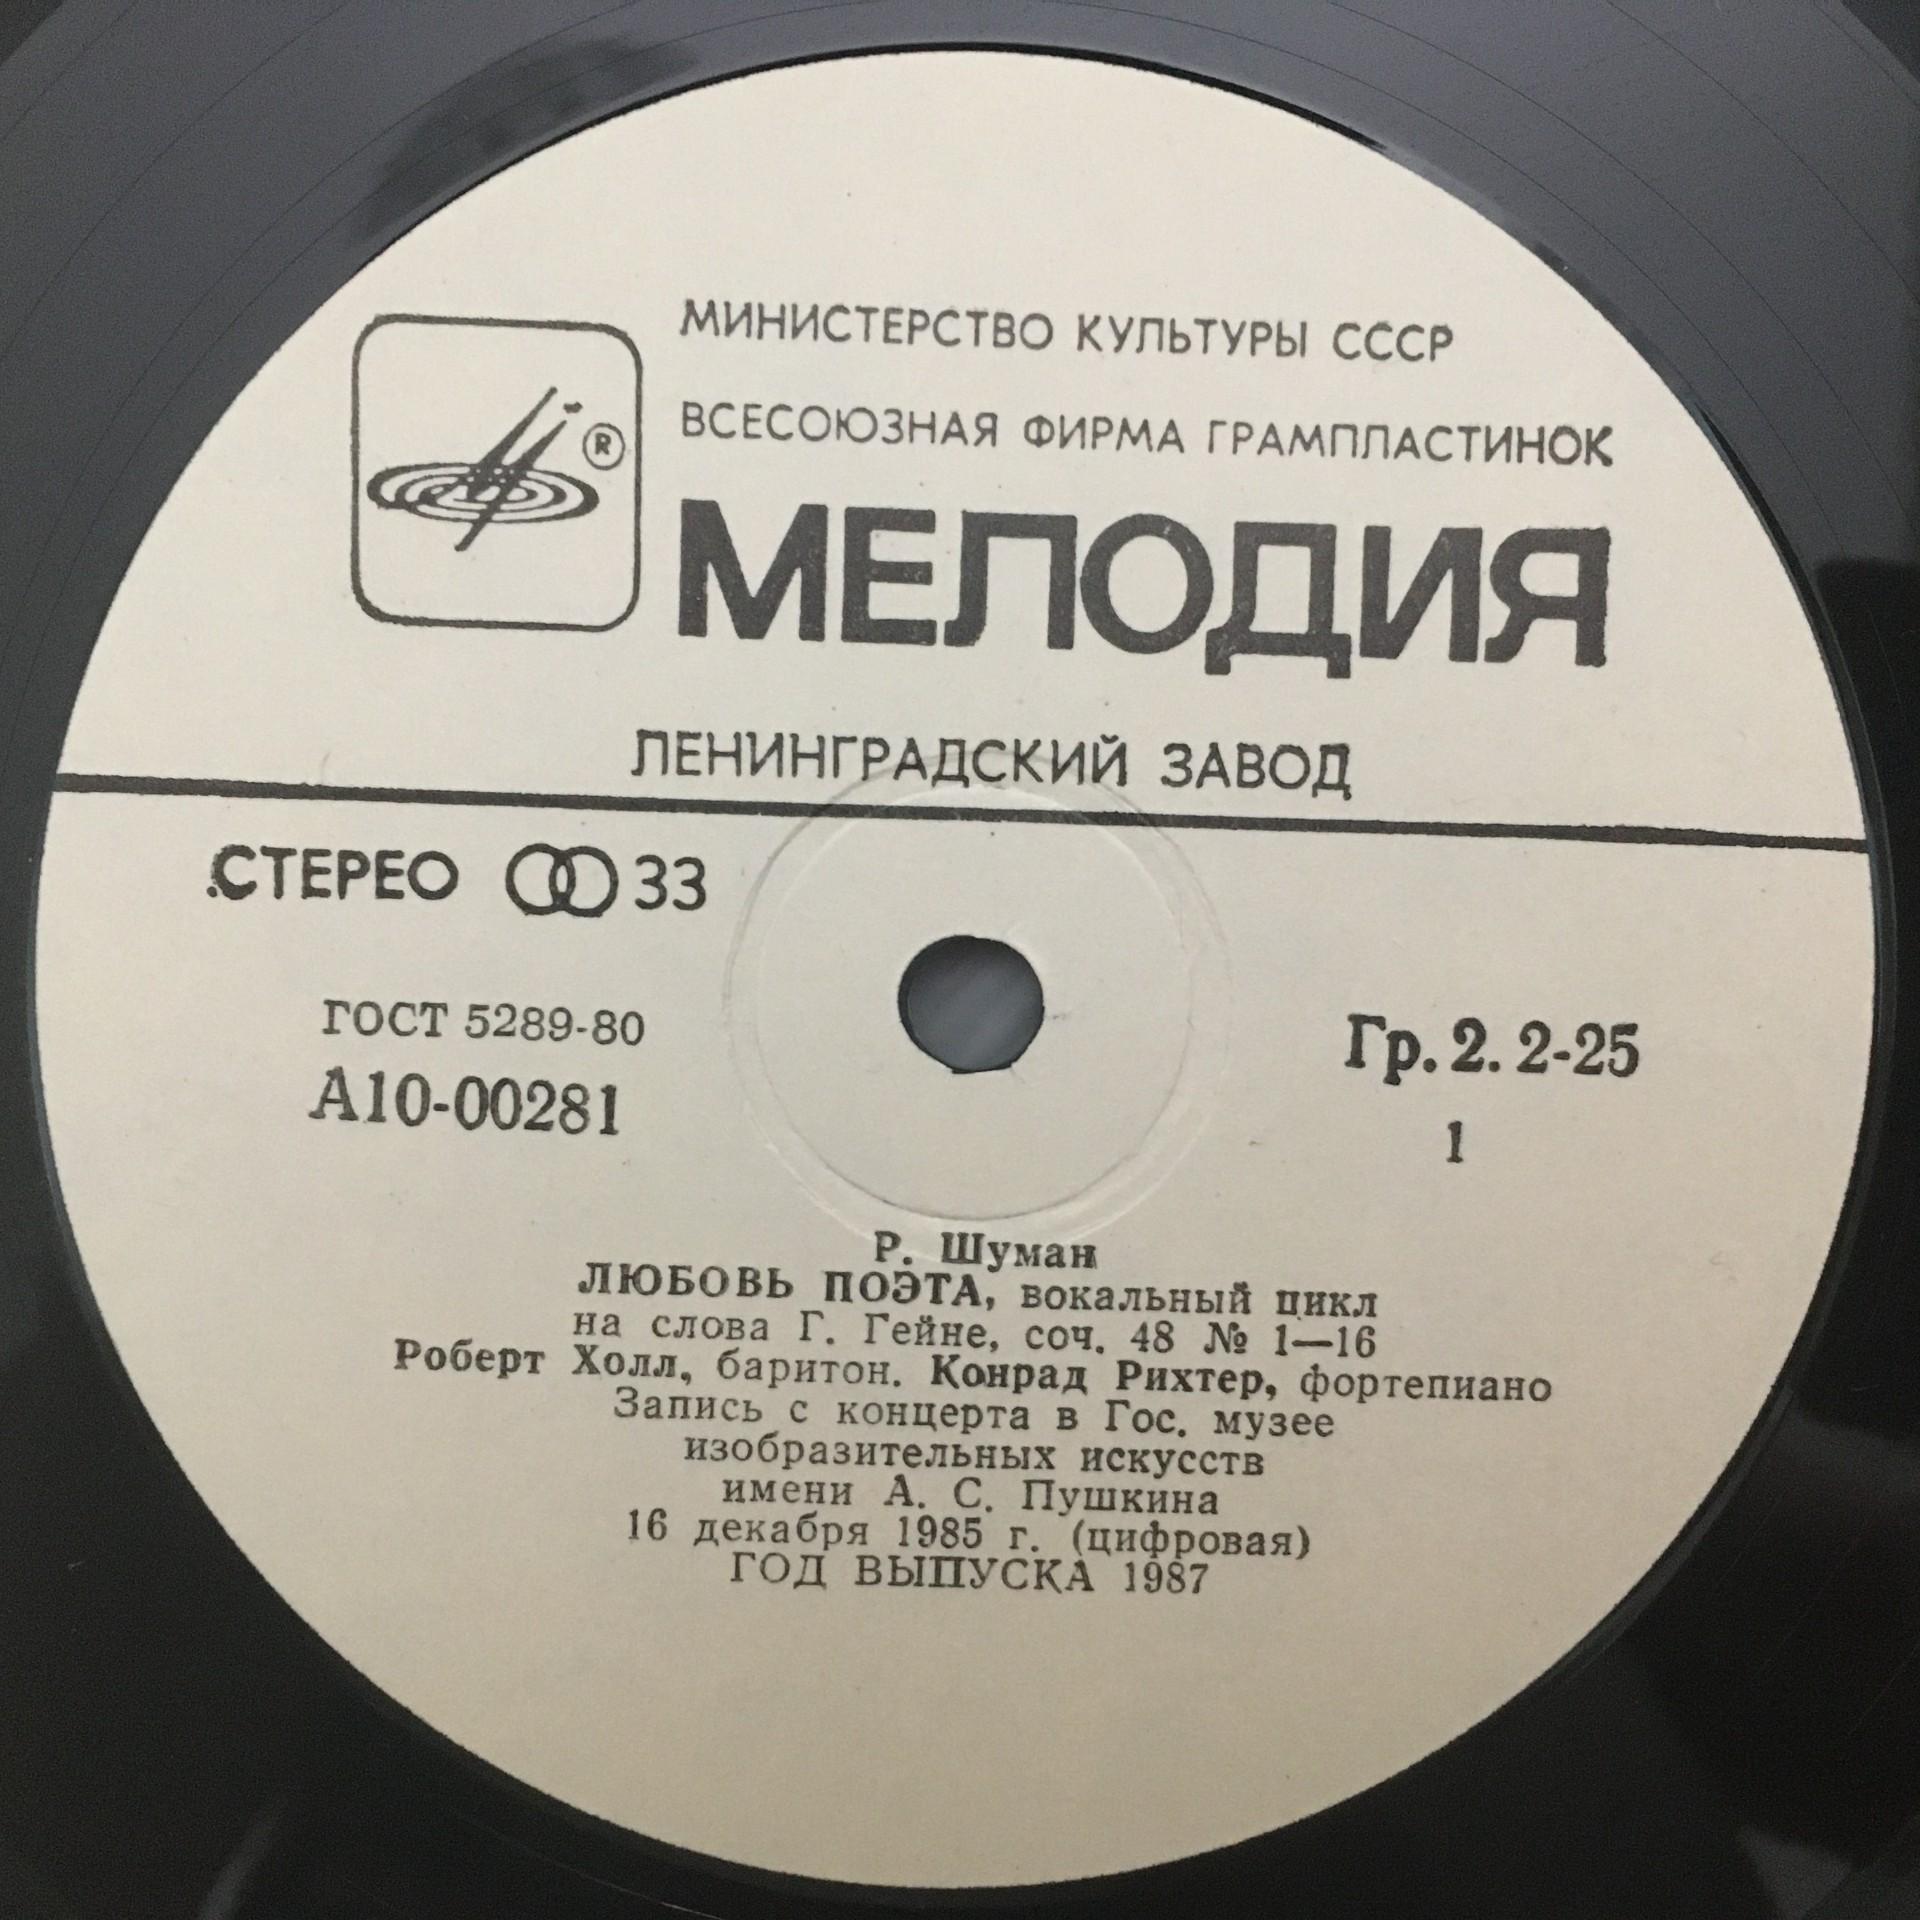 МИНИСТЕРСТВО КУЛЬТУРЫ СССР
ВСЕСОЮЗНАЯ ФИРМА ГРАМПЛАСТИНОК
®
МЕЛОДИЯ
ЛЕНИНГРАДСКИЙ ЗАВОД
СТЕРЕО 33
ГОСТ 5289-80
Гр. 2. 2-25
А10-00281
1
Р. Шуман
ЛЮБОВЬ ПОЭТА, вокальный цикл
на слова Г. Гейне, соч. 48 № 1—16
Роберт Холл, баритон. Конрад Рихтер, фортепиано
Запись с концерта в Гос. музее
изобразительных искусств
имени А. С. Пушкина
16 декабря 1985 г. (цифровая)
ГОД ВЫПУСКА 1987